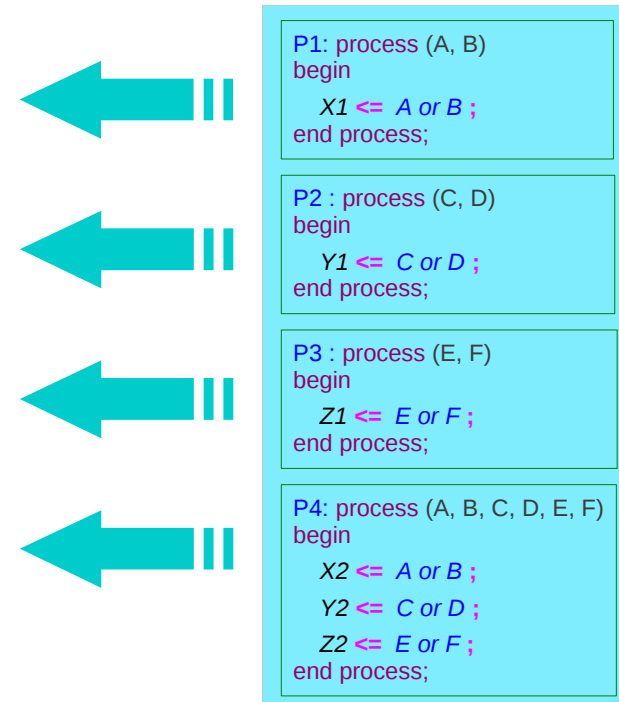 P1: process (A, B)
begin
X1 <= A or B ;
end process;
P2 : process (C, D)
begin
Y1 <= C or D ;
end process;
P3 : process (E, F)
begin
Z1 <= E or F ;
end process;
P4: process (A, B, C, D, E, F)
begin
X2 <= A or B ;
Y2 <= C or D ;
Z2 <= E or F ;
end process;